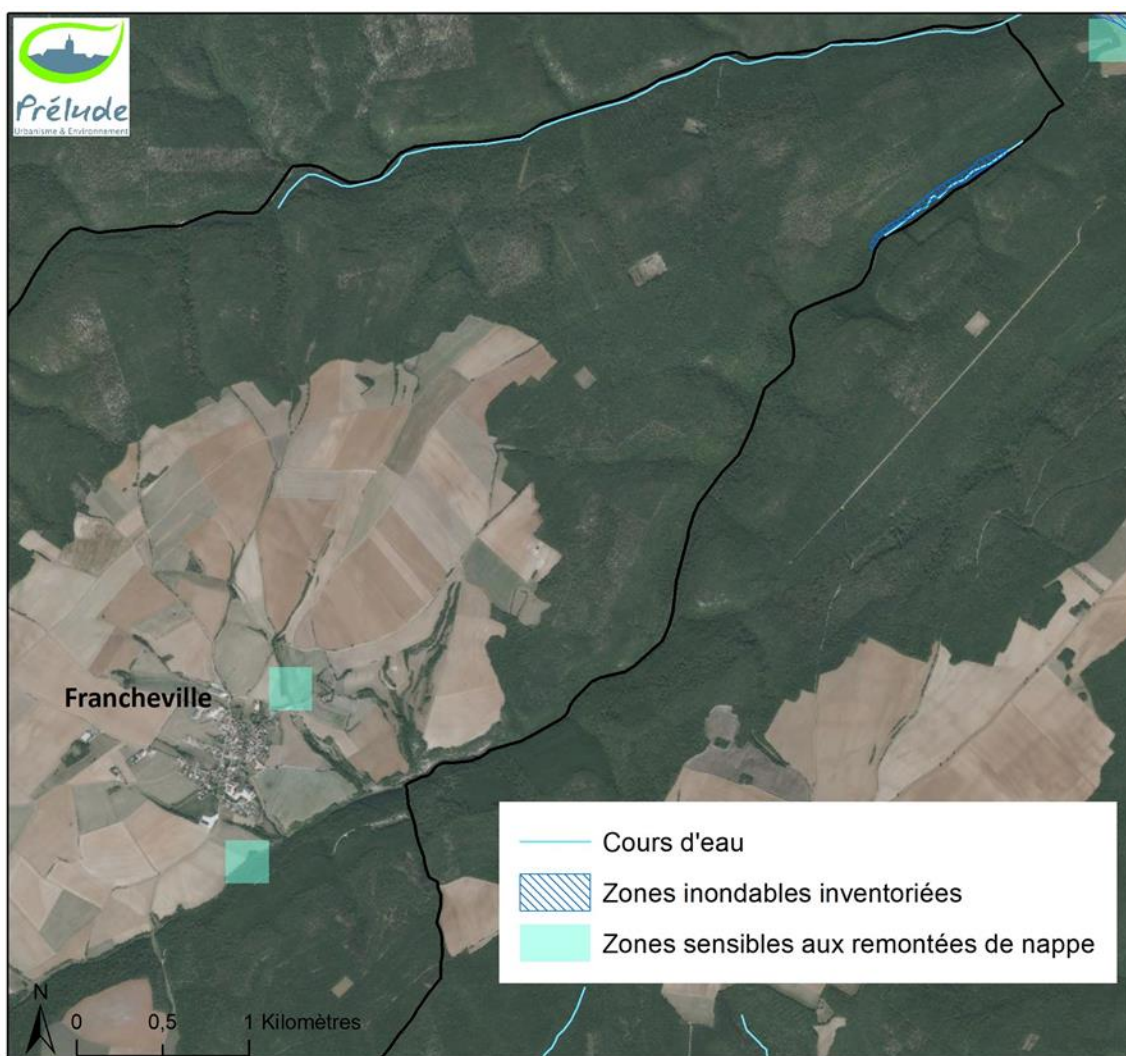 Prélude
Urbanisme & Environnement
Francheville
Cours d'eau
Zones inondables inventoriées
Zones sensibles aux remontées de nappe
N
0 0,5 1 Kilomètres